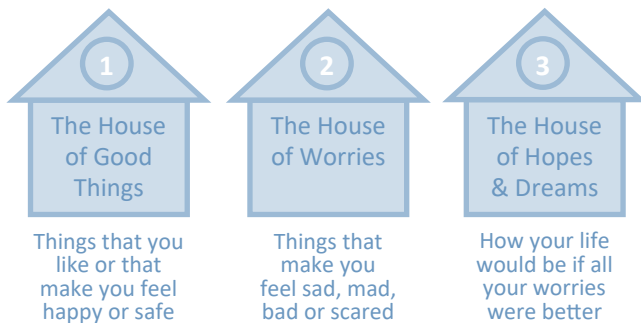 1
The House
of Good
Things
Things that you
like or that
make you feel
happy or safe
2
The House
of Worries
Things that
make you
feel sad, mad,
bad or scared
3
The House
of Hopes
& Dreams
How your life
would be if all
your worries
were better